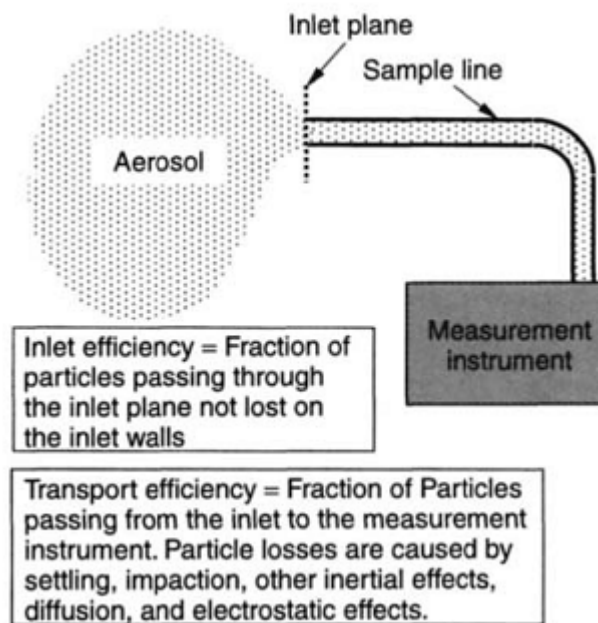 Inlet plane
Sample line
Aerosol
Measurement
instrument
Inlet efficiency = Fraction of
particles passing through
the inlet plane not lost on
the inlet walls
Transport efficiency = Fraction of Particles
passing from the inlet to the measurement
instrument. Particle losses are caused by
settling, impaction, other inertial effects,
diffusion, and electrostatic effects.